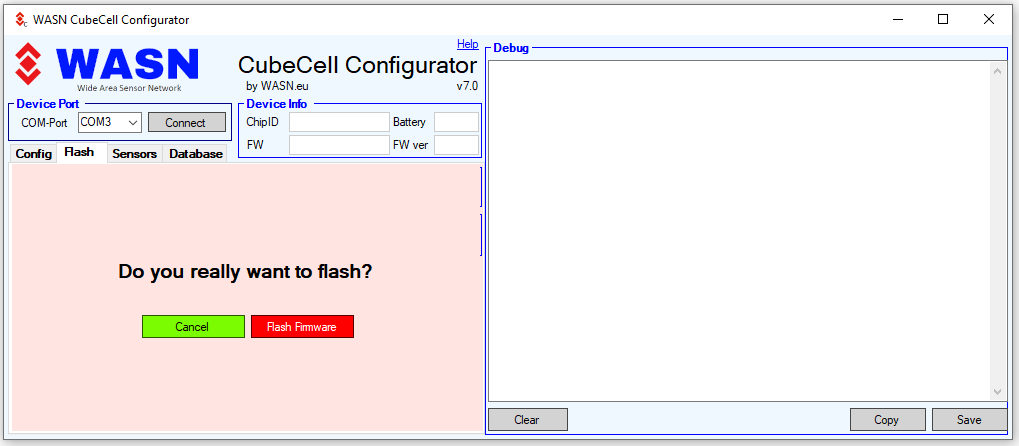 WASN CubeCell Configurator
Help
WASN
Wide Area Sensor Network
CubeCell Configurator
by WASN.eu v7.0
Device Port
COM-Port COM3 Connect
Device Info
ChipID Battery
FW FW ver
Config Flash Sensors Database
Do you really want to flash?
Cancel Flash Firmware
Debug
Clear Copy Save